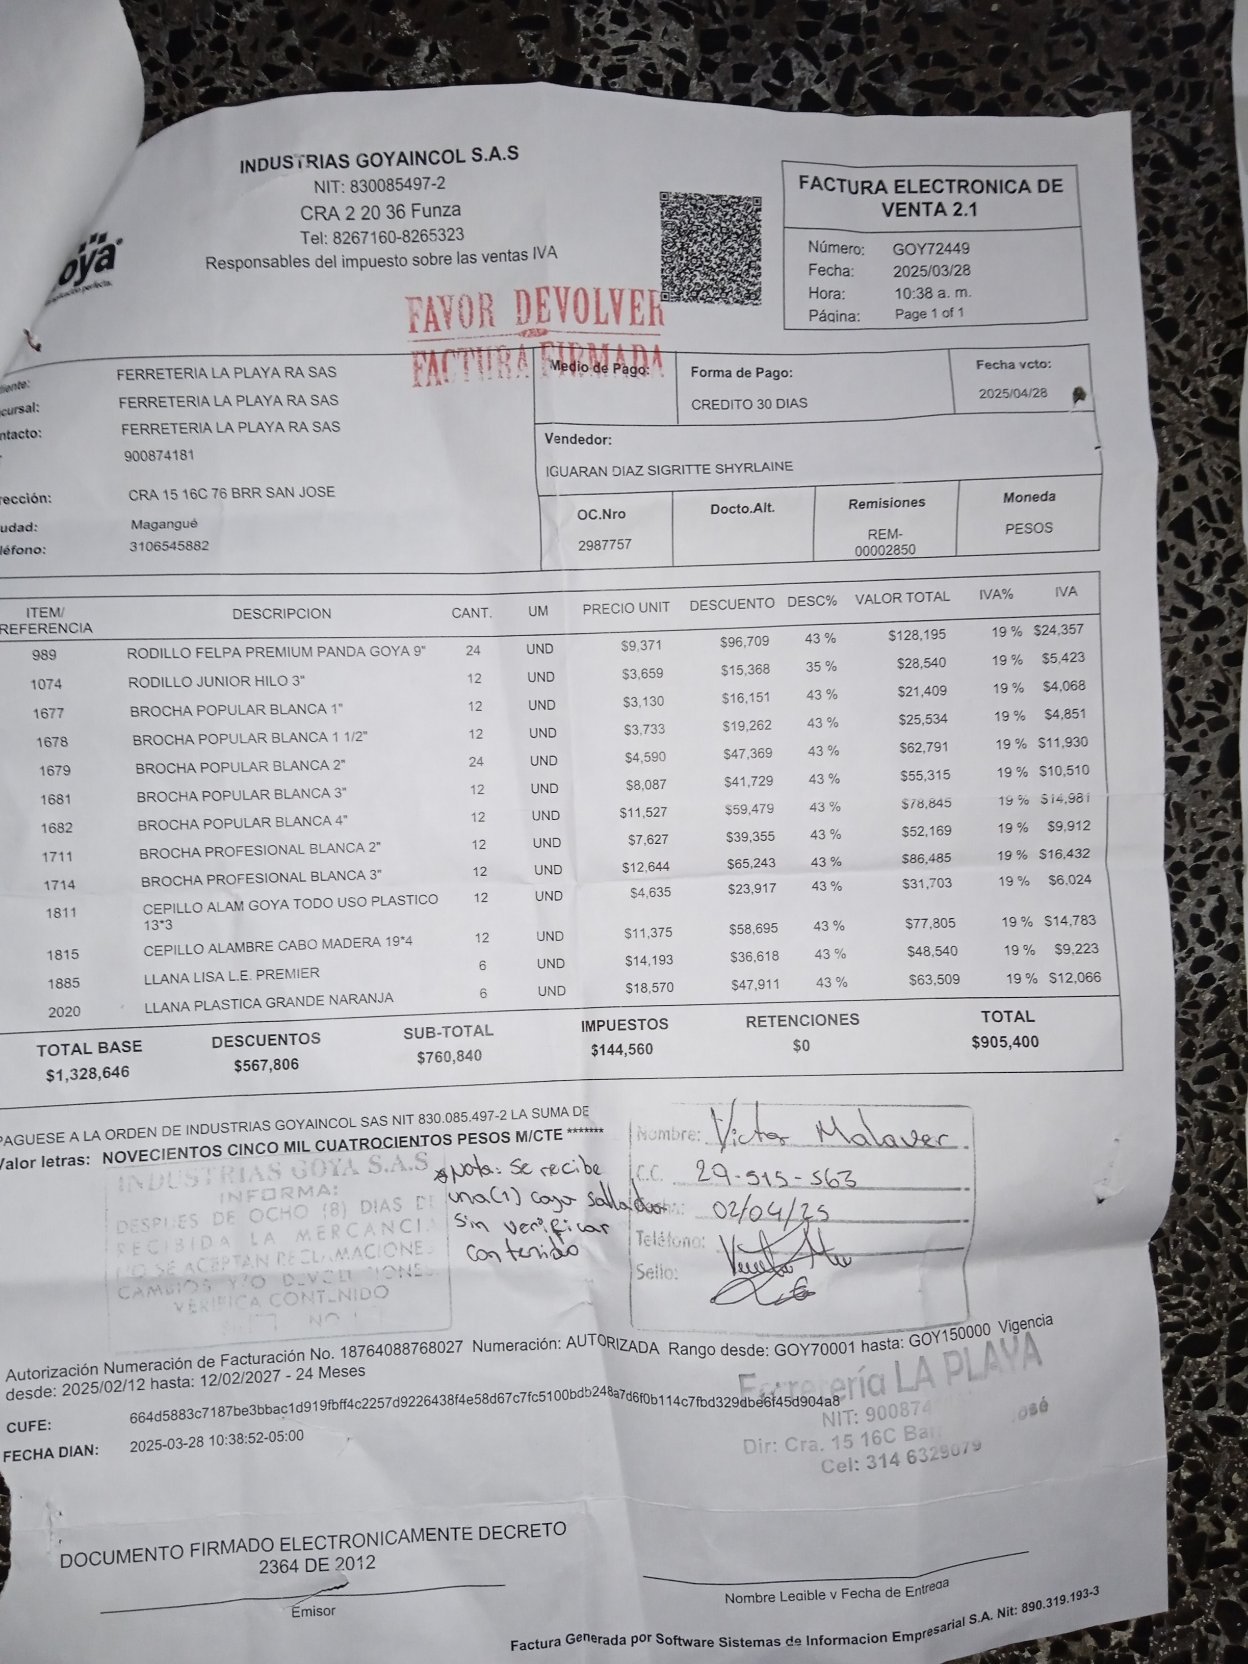 INDUSTRIAS GOYAINCOL S.A.S
NIT: 830085497-2
CRA 2 20 36 Funza
Tel: 8267160-8265323
Responsables del impuesto sobre las ventas IVA
oya
FACTURA ELECTRONICA DE
VENTA 2.1
Número: GOY72449
Fecha: 2025/03/28
Hora: 10:38 a. m.
Página: Page 1 of 1
FAVOR DEVOLVER
FACTURA FIRMADA
iente: FERRETERIA LA PLAYA RA SAS
cursal: FERRETERIA LA PLAYA RA SAS
ntacto: FERRETERIA LA PLAYA RA SAS
900874181
rección: CRA 15 16C 76 BRR SAN JOSE
udad: Magangué
léfono: 3106545882
Medio de Pago:
Forma de Pago:
CREDITO 30 DIAS
Fecha vcto:
2025/04/28
Vendedor:
IGUARAN DIAZ SIGRITTE SHYRLAINE
OC.Nro Docto.Alt. Remisiones Moneda
2987757 REM-00002850 PESOS
ITEM/ REFERENCIA DESCRIPCION CANT. UM PRECIO UNIT DESCUENTO DESC% VALOR TOTAL IVA% IVA
989 RODILLO FELPA PREMIUM PANDA GOYA 9" 24 UND $9,371 $96,709 43 % $128,195 19 % $24,357
1074 RODILLO JUNIOR HILO 3" 12 UND $3,659 $15,368 35 % $28,540 19 % $5,423
1677 BROCHA POPULAR BLANCA 1" 12 UND $3,130 $16,151 43 % $21,409 19 % $4,068
1678 BROCHA POPULAR BLANCA 1 1/2" 12 UND $3,733 $19,262 43 % $25,534 19 % $4,851
1679 BROCHA POPULAR BLANCA 2" 24 UND $4,590 $47,369 43 % $62,791 19 % $11,930
1681 BROCHA POPULAR BLANCA 3" 12 UND $8,087 $41,729 43 % $55,315 19 % $10,510
1682 BROCHA POPULAR BLANCA 4" 12 UND $11,527 $59,479 43 % $78,845 19 % $14,981
1711 BROCHA PROFESIONAL BLANCA 2" 12 UND $7,627 $39,355 43 % $52,169 19 % $9,912
1714 BROCHA PROFESIONAL BLANCA 3" 12 UND $12,644 $65,243 43 % $86,485 19 % $16,432
1811 CEPILLO ALAM GOYA TODO USO PLASTICO 12 UND $4,635 $23,917 43 % $31,703 19 % $6,024
13*3
1815 CEPILLO ALAMBRE CABO MADERA 19*4 12 UND $11,375 $58,695 43 % $77,805 19 % $14,783
1885 LLANA LISA L.E. PREMIER 6 UND $14,193 $36,618 43 % $48,540 19 % $9,223
2020 LLANA PLASTICA GRANDE NARANJA 6 UND $18,570 $47,911 43 % $63,509 19 % $12,066
TOTAL BASE DESCUENTOS SUB-TOTAL IMPUESTOS RETENCIONES TOTAL
$1,328,646 $567,806 $760,840 $144,560 $0 $905,400
PAGUESE A LA ORDEN DE INDUSTRIAS GOYAINCOL SAS NIT 830.085.497-2 LA SUMA DE
Valor letras: NOVECIENTOS CINCO MIL CUATROCIENTOS PESOS M/CTE *******
INDUSTRIAS GOYA S.A.S
INFORMA:
DESPUES DE OCHO (8) DIAS DE
RECIBIDA LA MERCANCIA
NO SE ACEPTAN RECLAMACIONES
CAMBIOS Y/O DEVOLUCIONES
VERIFICA CONTENIDO
Nota: Se recibe
una(1) caja sellada
Sin verificar
contenido
Nombre: Victor Malaver
C.C. 29-515-563
02/04/25
Teléfono:
Sello:
Autorización Numeración de Facturación No. 18764088768027 Numeración: AUTORIZADA Rango desde: GOY70001 hasta: GOY150000 Vigencia
desde: 2025/02/12 hasta: 12/02/2027 - 24 Meses
CUFE: 664d5883c7187be3bbac1d919fbff4c2257d9226438f4e58d67c7fc5100bdb248a7d6f0b114c7fbd329dbe6f45d904a8
FECHA DIAN: 2025-03-28 10:38:52-05:00
Ferretería LA PLAYA
NIT: 900874
Dir: Cra. 15 16C Bar José
Cel: 314 6329079
DOCUMENTO FIRMADO ELECTRONICAMENTE DECRETO
2364 DE 2012
Emisor
Nombre Legible y Fecha de Entrega
Factura Generada por Software Sistemas de Informacion Empresarial S.A. Nit: 890.319.193-3